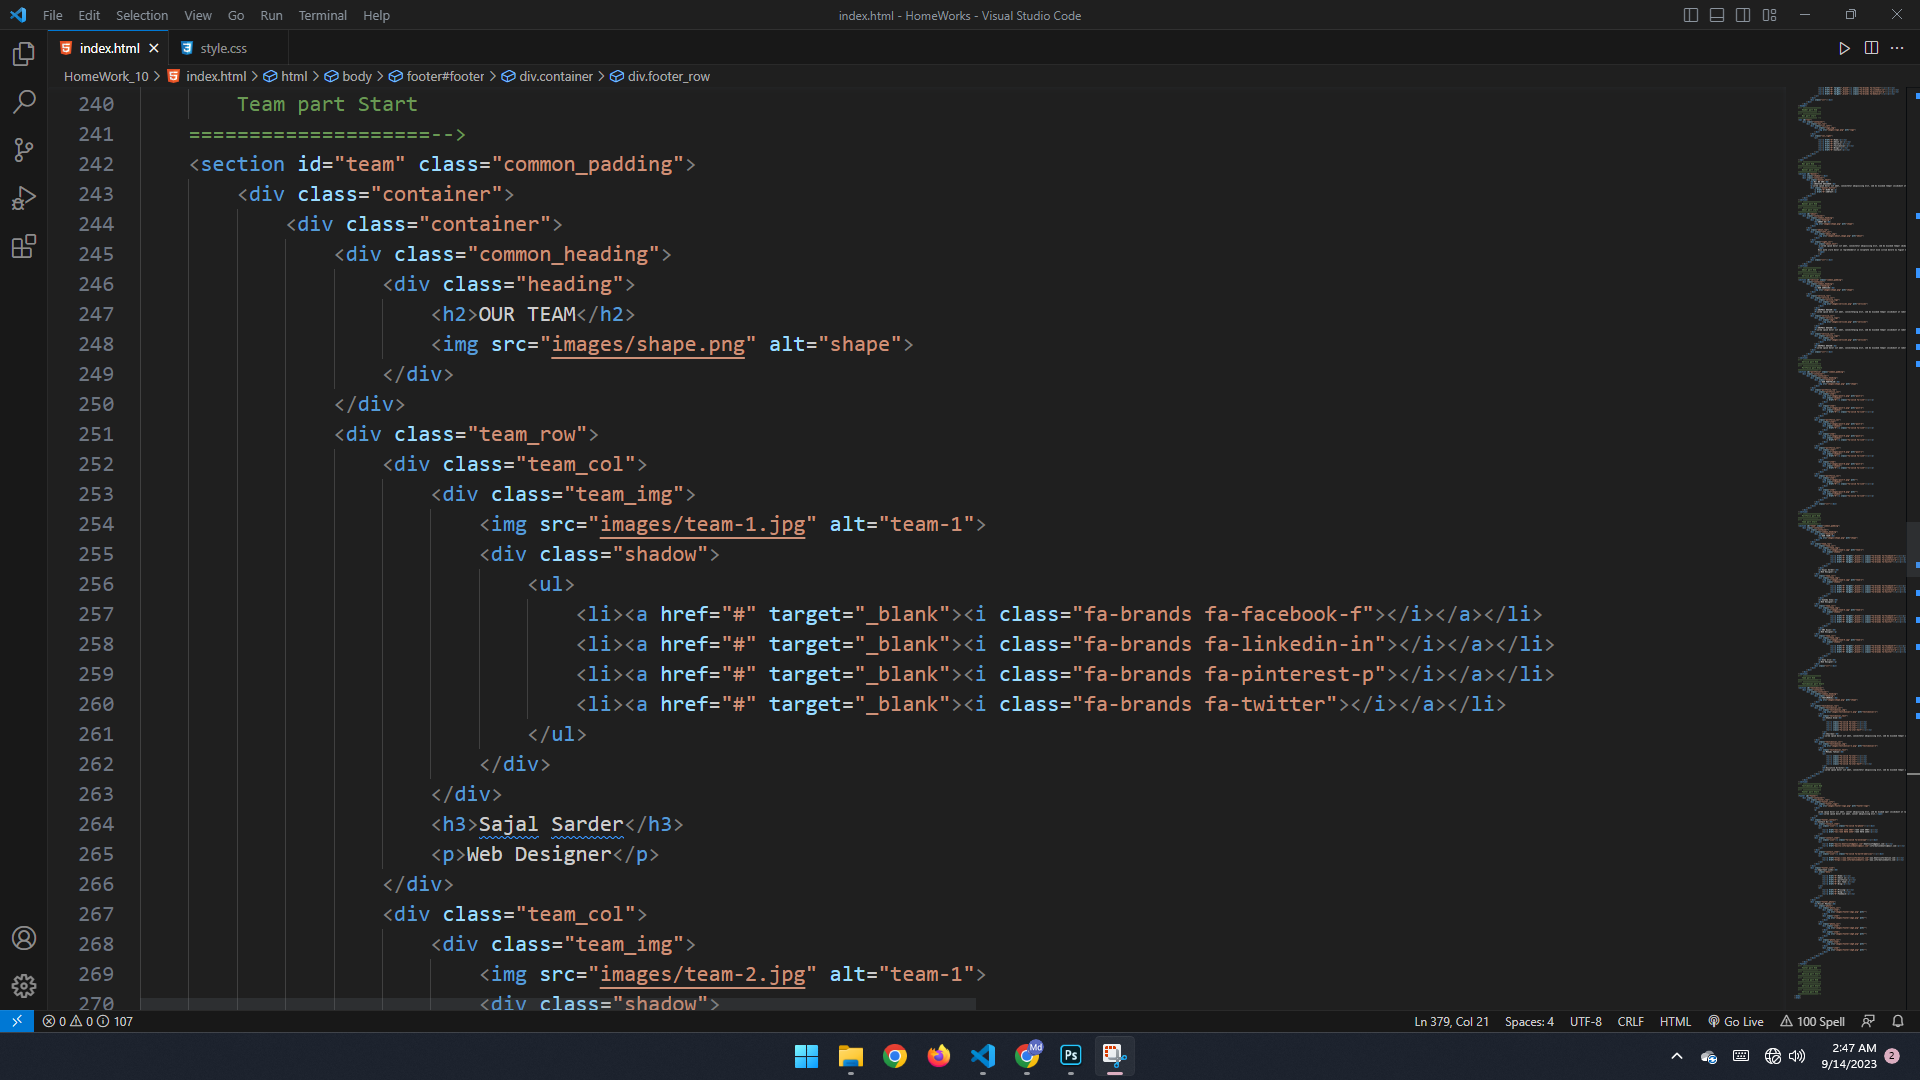 File Edit Selection View Go Run Terminal Help
index.html - HomeWorks - Visual Studio Code
index.html
style.css
HomeWork_10 > index.html > html > body > footer#footer > div.container > div.footer_row
240 Team part Start
241 ====================-->
242 <section id="team" class="common_padding">
243 <div class="container">
244 <div class="container">
245 <div class="common_heading">
246 <div class="heading">
247 <h2>OUR TEAM</h2>
248 <img src="images/shape.png" alt="shape">
249 </div>
250 </div>
251 <div class="team_row">
252 <div class="team_col">
253 <div class="team_img">
254 <img src="images/team-1.jpg" alt="team-1">
255 <div class="shadow">
256 <ul>
257 <li><a href="#" target="_blank"><i class="fa-brands fa-facebook-f"></i></a></li>
258 <li><a href="#" target="_blank"><i class="fa-brands fa-linkedin-in"></i></a></li>
259 <li><a href="#" target="_blank"><i class="fa-brands fa-pinterest-p"></i></a></li>
260 <li><a href="#" target="_blank"><i class="fa-brands fa-twitter"></i></a></li>
261 </ul>
262 </div>
263 </div>
264 <h3>Sajal Sarder</h3>
265 <p>Web Designer</p>
266 </div>
267 <div class="team_col">
268 <div class="team_img">
269 <img src="images/team-2.jpg" alt="team-1">
270 <div class="shadow">
0 0 107
Ln 379, Col 21 Spaces: 4 UTF-8 CRLF HTML Go Live 100 Spell
Md
Ps
2:47 AM
9/14/2023
2